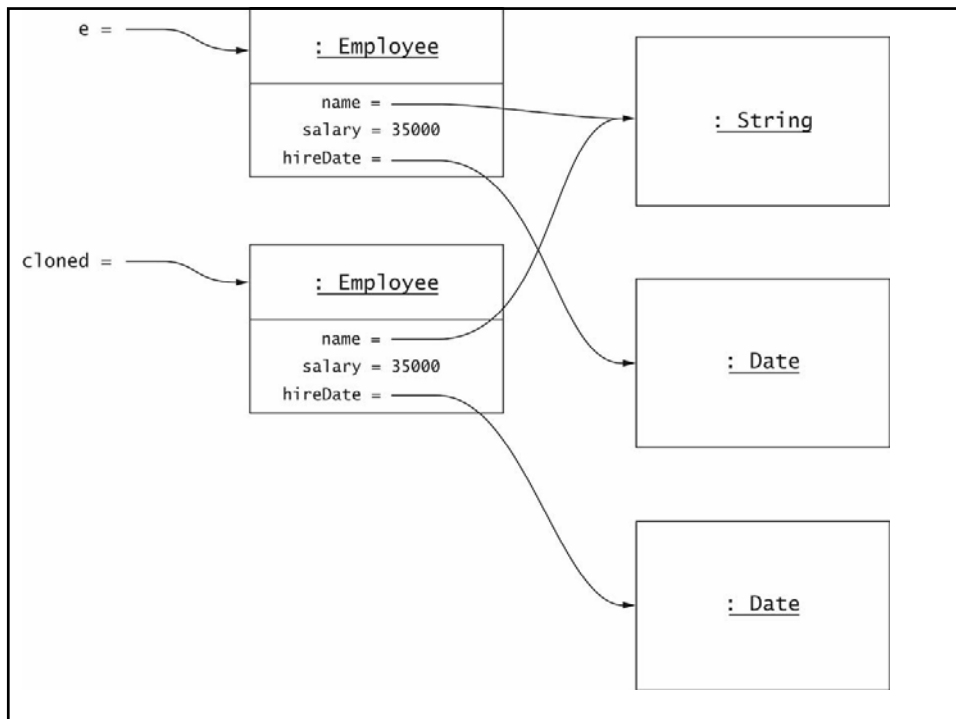 e =
: Employee
name =
salary = 35000
hireDate =
: String
cloned =
: Employee
name =
salary = 35000
hireDate =
: Date
: Date